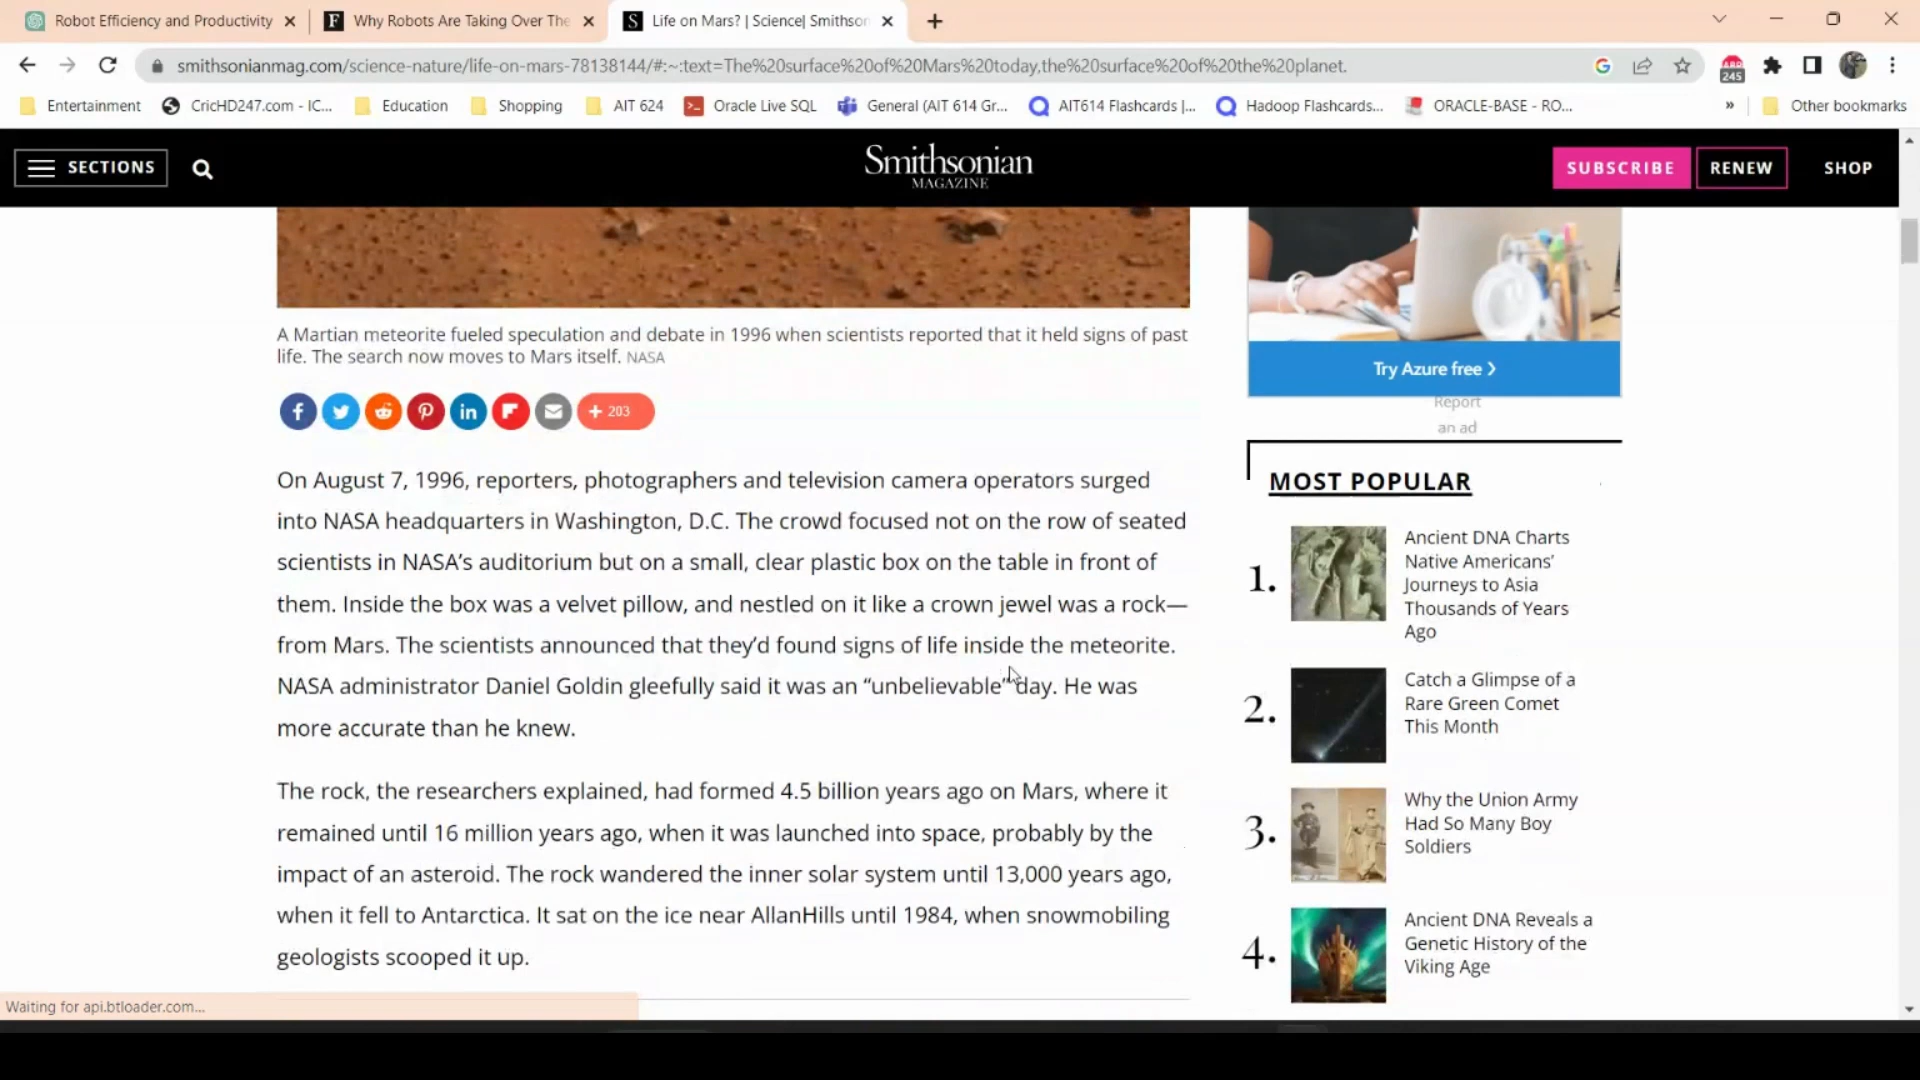 Robot Efficiency and Productivity
Why Robots Are Taking Over The
Life on Mars? | Science| Smithson
smithsonianmag.com/science-nature/life-on-mars-78138144/#:~:text=The%20surface%20of%20Mars%20today,the%20surface%20of%20the%20planet.
245
Entertainment
CricHD247.com - IC...
Education
Shopping
AIT 624
Oracle Live SQL
General (AIT 614 Gr...
AIT614 Flashcards |...
Hadoop Flashcards...
ORACLE-BASE - RO...
»
Other bookmarks
SECTIONS
Smithsonian
MAGAZINE
SUBSCRIBE
RENEW
SHOP
A Martian meteorite fueled speculation and debate in 1996 when scientists reported that it held signs of past
life. The search now moves to Mars itself. NASA
+ 203
On August 7, 1996, reporters, photographers and television camera operators surged
into NASA headquarters in Washington, D.C. The crowd focused not on the row of seated
scientists in NASA’s auditorium but on a small, clear plastic box on the table in front of
them. Inside the box was a velvet pillow, and nestled on it like a crown jewel was a rock—
from Mars. The scientists announced that they’d found signs of life inside the meteorite.
NASA administrator Daniel Goldin gleefully said it was an “unbelievable” day. He was
more accurate than he knew.
The rock, the researchers explained, had formed 4.5 billion years ago on Mars, where it
remained until 16 million years ago, when it was launched into space, probably by the
impact of an asteroid. The rock wandered the inner solar system until 13,000 years ago,
when it fell to Antarctica. It sat on the ice near AllanHills until 1984, when snowmobiling
geologists scooped it up.
Try Azure free ❯
Report
an ad
MOST POPULAR
1.
Ancient DNA Charts
Native Americans’
Journeys to Asia
Thousands of Years
Ago
2.
Catch a Glimpse of a
Rare Green Comet
This Month
3.
Why the Union Army
Had So Many Boy
Soldiers
4.
Ancient DNA Reveals a
Genetic History of the
Viking Age
Waiting for api.btloader.com...